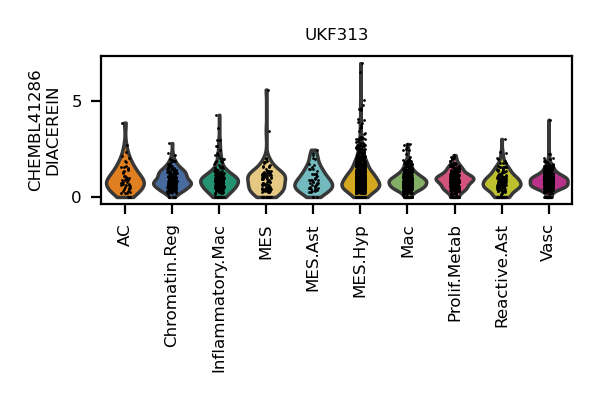 UKF313
CHEMBL41286
DIACEREIN
5
0
AC
Chromatin.Reg
Inflammatory.Mac
MES
MES.Ast
MES.Hyp
Mac
Prolif.Metab
Reactive.Ast
Vasc